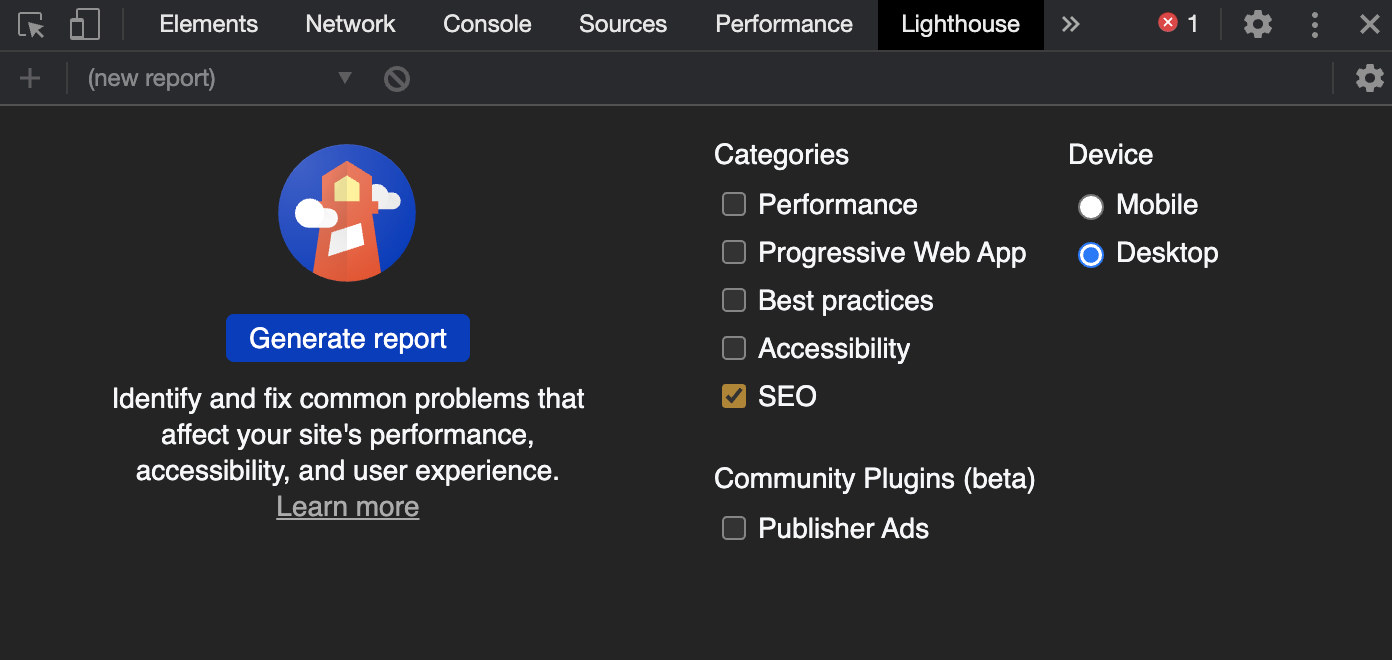 Elements Network Console Sources Performance Lighthouse » 1
(new report)
Categories
Performance
Progressive Web App
Best practices
Accessibility
SEO
Community Plugins (beta)
Publisher Ads
Device
Mobile
Desktop
Generate report
Identify and fix common problems that
affect your site's performance,
accessibility, and user experience.
Learn more